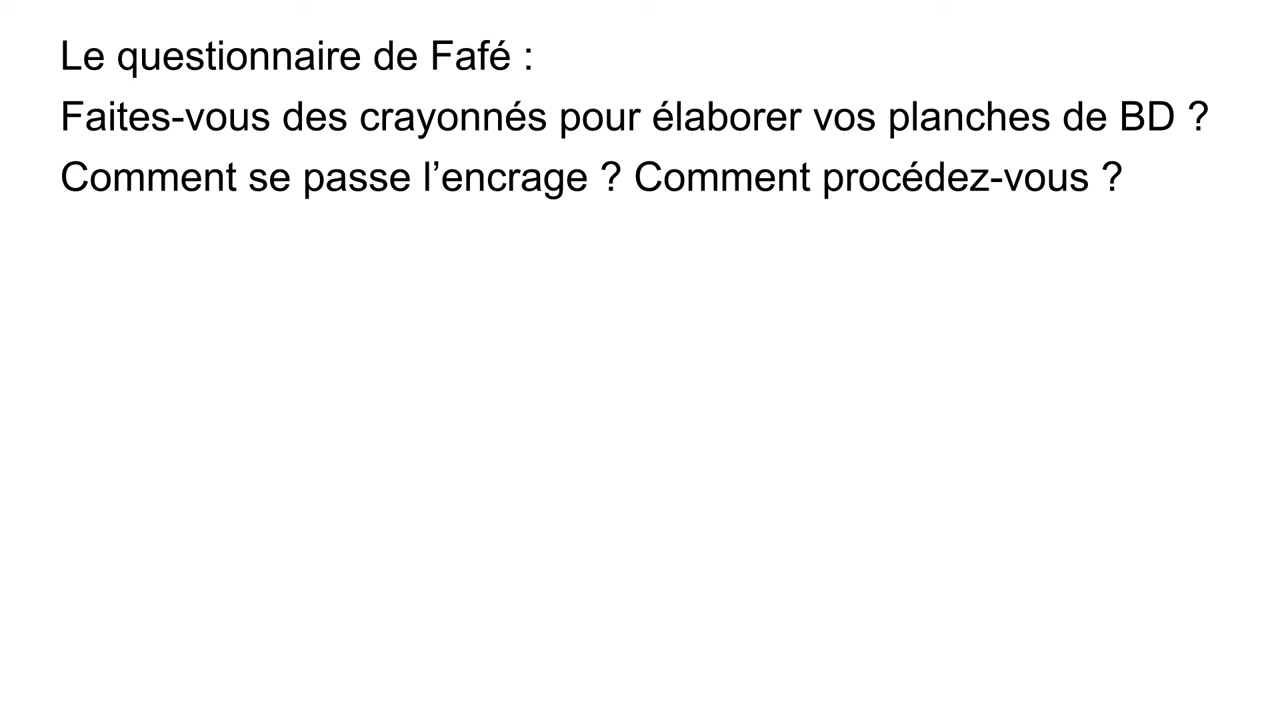 Le questionnaire de Fafé :
Faites-vous des crayonnés pour élaborer vos planches de BD ?
Comment se passe l’encrage ? Comment procédez-vous ?